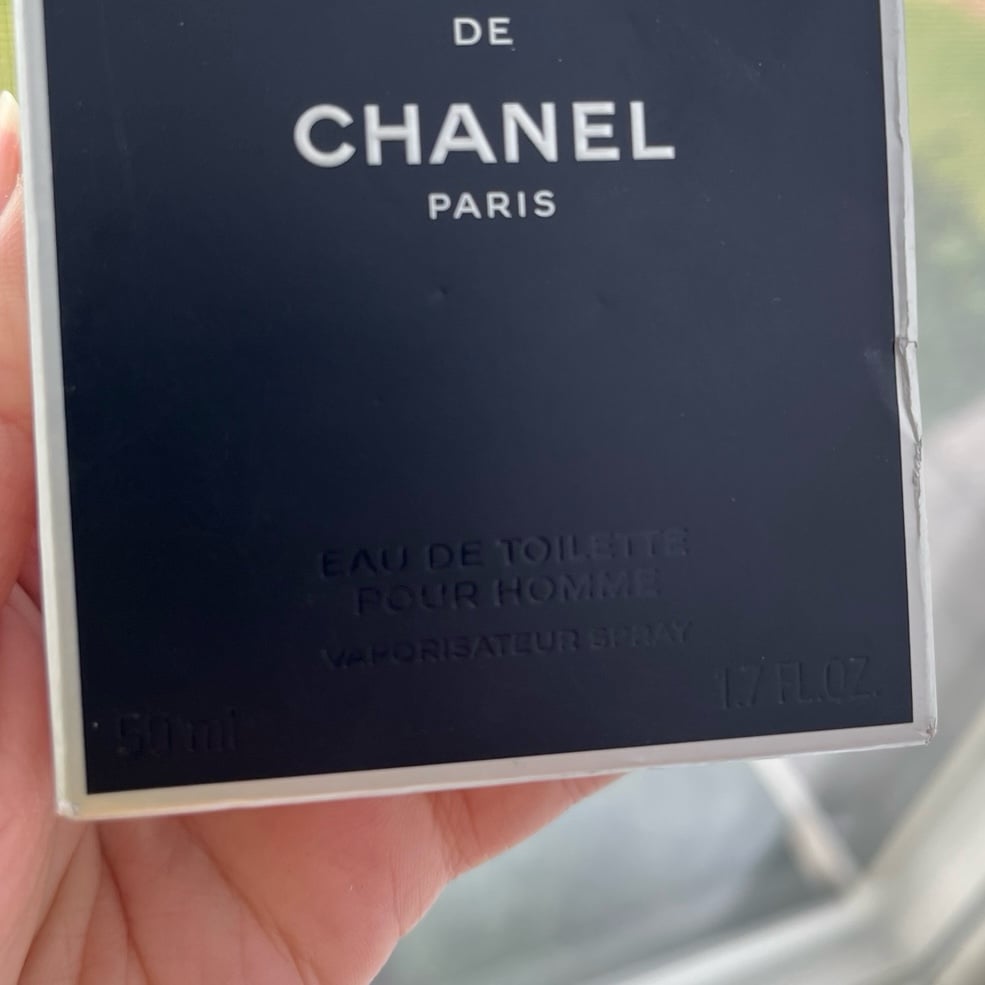 DE
CHANEL
PARIS
EAU DE TOILETTE
POUR HOMME
VAPORISATEUR SPRAY
50 ml
1.7 FL.OZ.